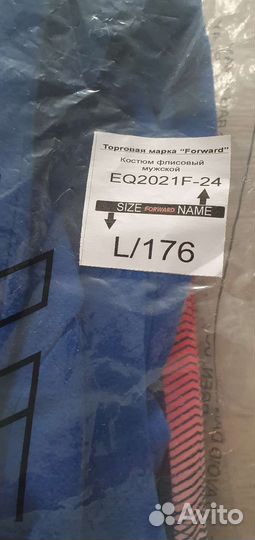 Торговая марка "Forward"
Костюм флисовый
мужской
EQ2021F-24
SIZE FORWARD NAME
L/176
Avito